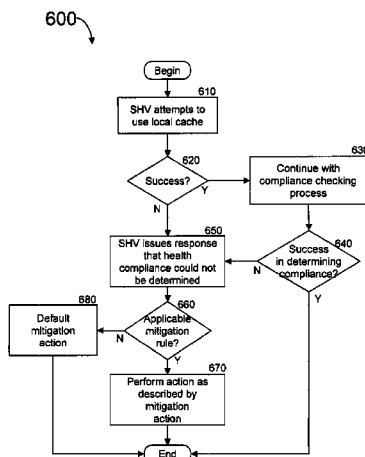 600
Begin
610
SHV attempts to
use local cache
620
Success?
Y
N
630
Continue with
compliance checking
process
640
Success
in determining
compliance?
N
Y
650
SHV issues response
that health
compliance could not
be determined
660
Applicable
mitigation
rule?
N
Y
680
Default
mitigation
action
670
Perform action as
described by
mitigation
action
End